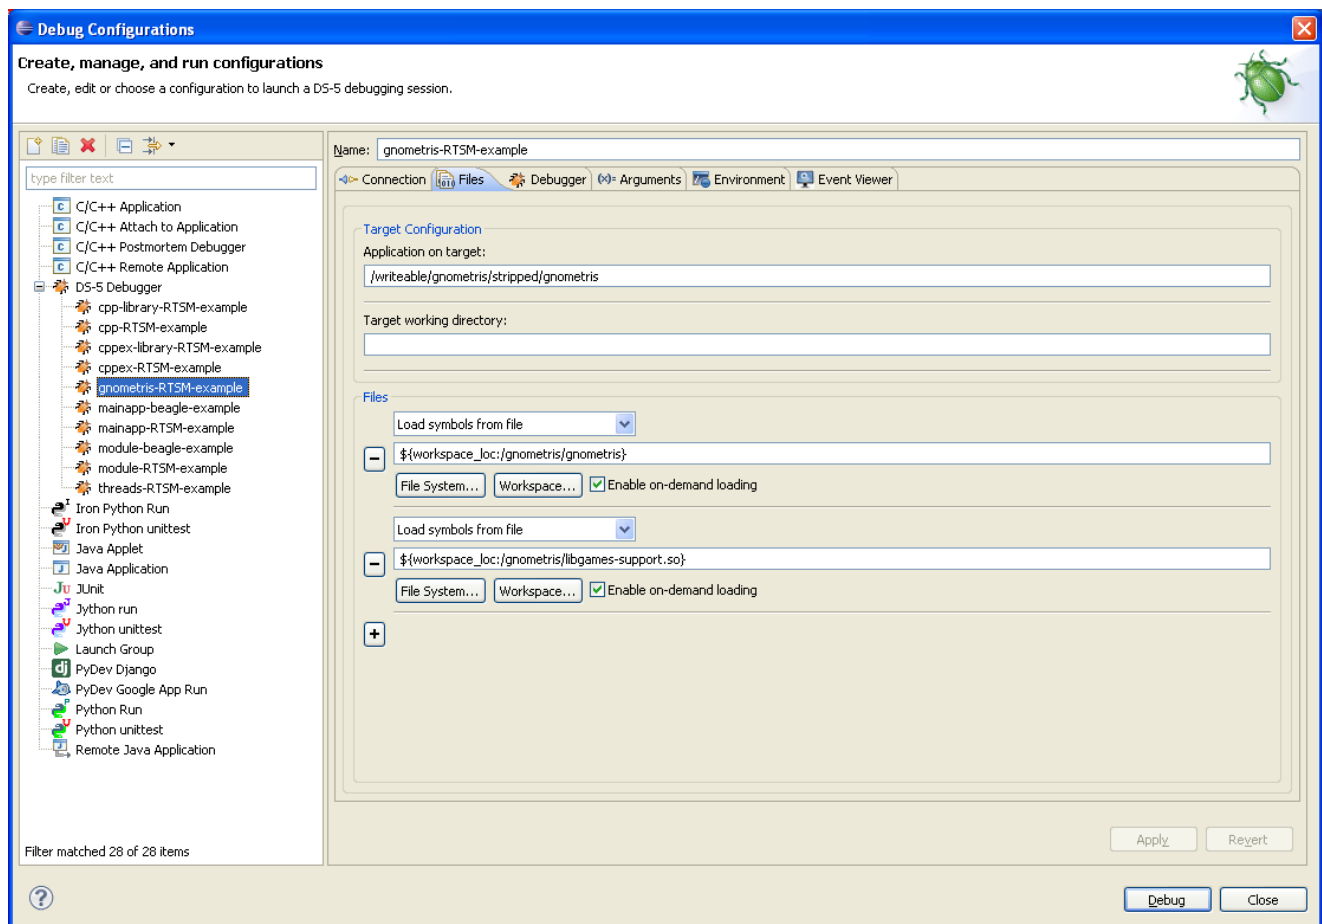 Debug Configurations
Create, manage, and run configurations
Create, edit or choose a configuration to launch a DS-5 debugging session.
type filter text
C/C++ Application
C/C++ Attach to Application
C/C++ Postmortem Debugger
C/C++ Remote Application
DS-5 Debugger
cpp-library-RTSM-example
cpp-RTSM-example
cppex-library-RTSM-example
cppex-RTSM-example
gnometris-RTSM-example
mainapp-beagle-example
mainapp-RTSM-example
module-beagle-example
module-RTSM-example
threads-RTSM-example
Iron Python Run
Iron Python unittest
Java Applet
Java Application
JUnit
Jython run
Jython unittest
Launch Group
PyDev Django
PyDev Google App Run
Python Run
Python unittest
Remote Java Application
Filter matched 28 of 28 items
Name: gnometris-RTSM-example
Connection Files Debugger Arguments Environment Event Viewer
Target Configuration
Application on target:
/writeable/gnometris/stripped/gnometris
Target working directory:
Files
Load symbols from file
${workspace_loc:/gnometris/gnometris}
File System... Workspace... Enable on-demand loading
Load symbols from file
${workspace_loc:/gnometris/libgames-support.so}
File System... Workspace... Enable on-demand loading
Apply Revert
Debug Close